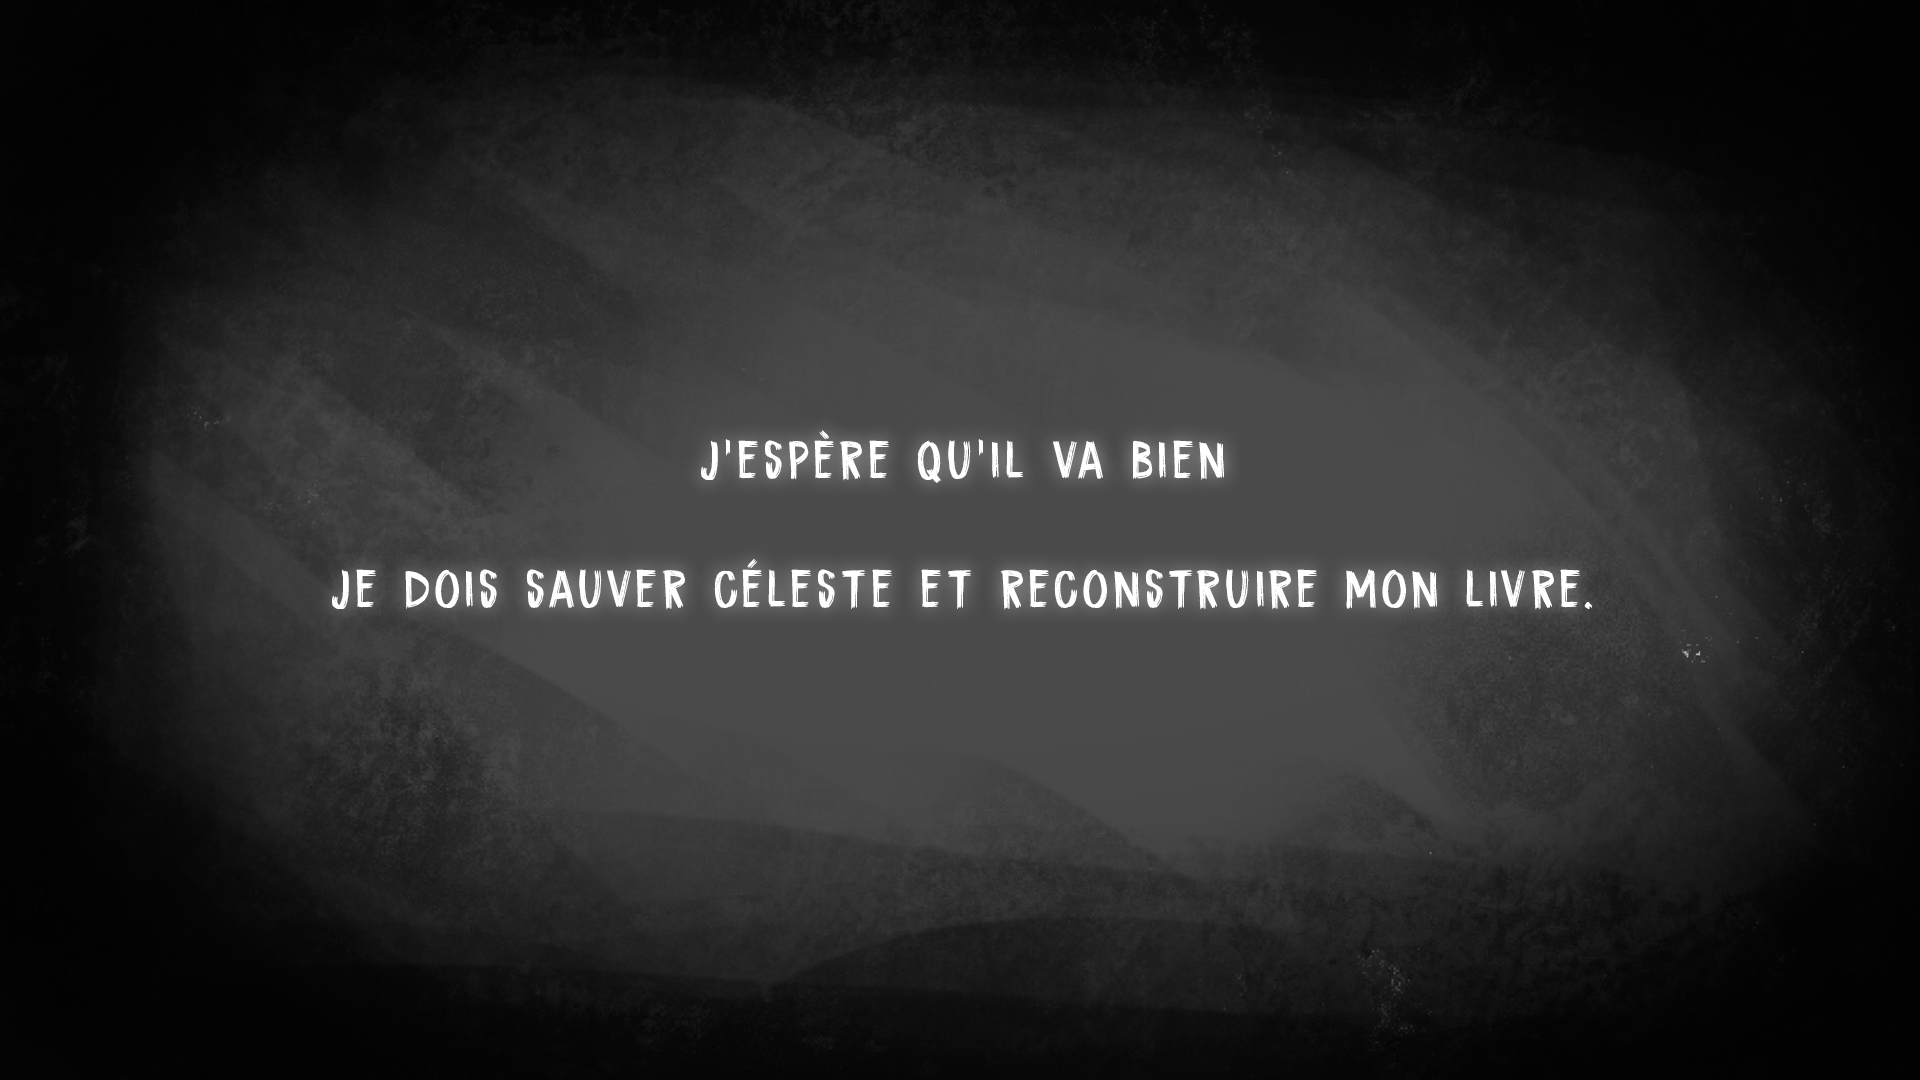 J'ESPÈRE QU'IL VA BIEN
JE DOIS SAUVER CÉLESTE ET RECONSTRUIRE MON LIVRE.